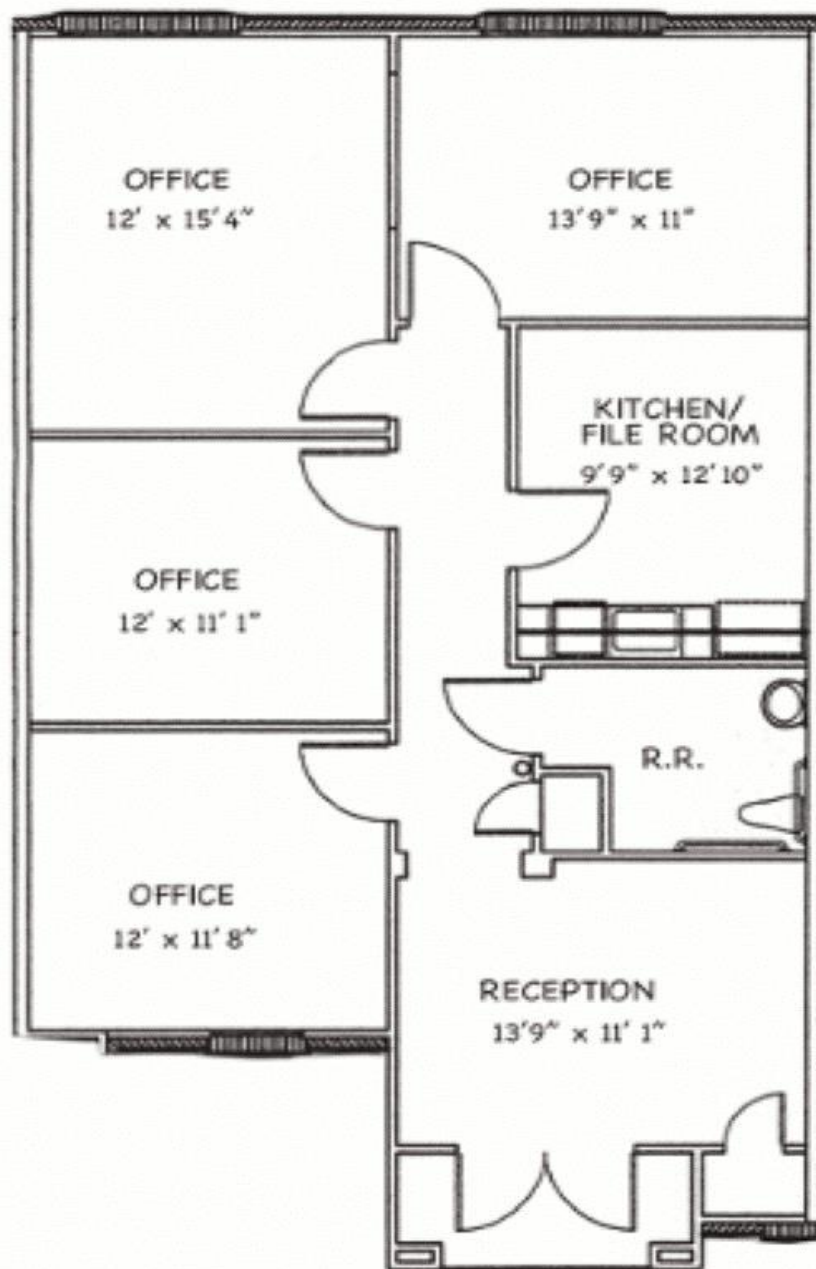 OFFICE
12' x 15'4"
OFFICE
13'9" x 11"
KITCHEN/
FILE ROOM
9'9" x 12'10"
OFFICE
12' x 11'1"
R.R.
OFFICE
12' x 11'8"
RECEPTION
13'9" x 11'1"